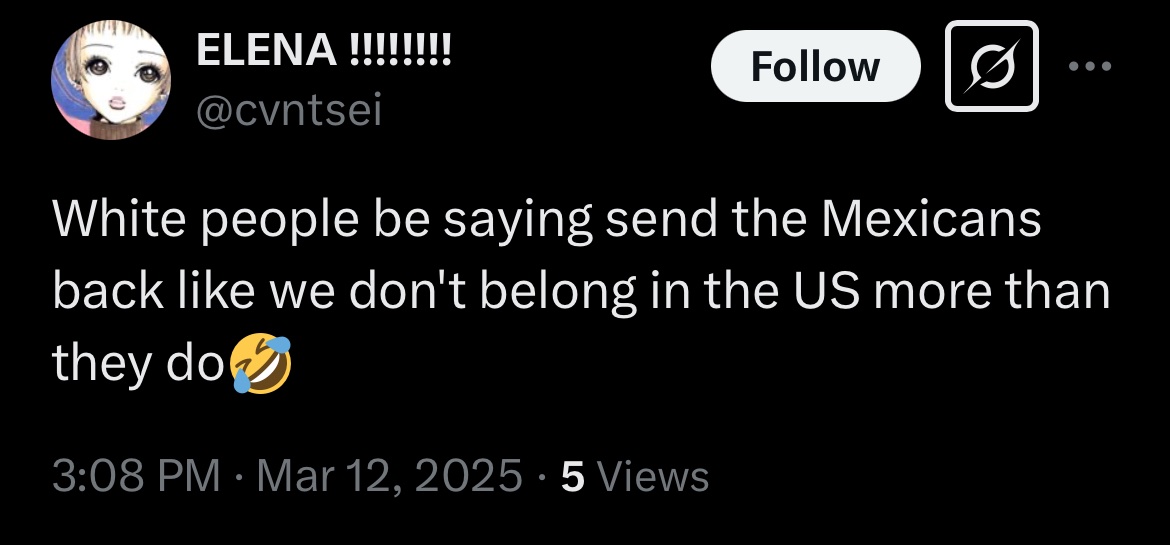 ELENA !!!!!!!!
Follow
@cvntsei
White people be saying send the Mexicans
back like we don't belong in the US more than
they do🤣
3:08 PM · Mar 12, 2025 · 5 Views